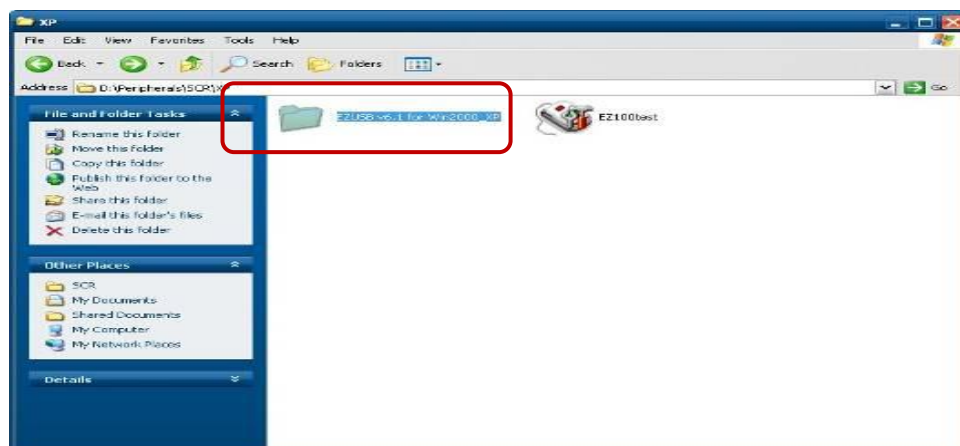 XP
File Edit View Favorites Tools Help
Back Search Folders
Address D:\Peripherals\SCR\X
Go
File and Folder Tasks
EZUSB v6.1 for Win2000_XP
EZ100test
Rename this folder
Move this folder
Copy this folder
Publish this folder to the
Web
Share this folder
E-mail this folder's files
Delete this folder
Other Places
SCR
My Documents
Shared Documents
My Computer
My Network Places
Details